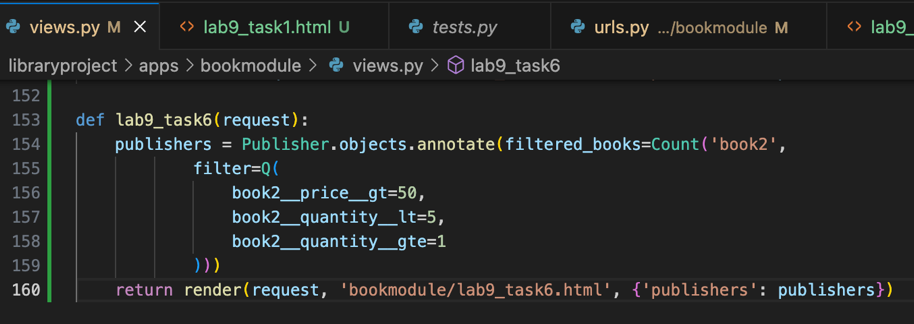 views.py M × <> lab9_task1.html U tests.py urls.py .../bookmodule M <> lab9_
libraryproject > apps > bookmodule > views.py > lab9_task6
152
153 def lab9_task6(request):
154 publishers = Publisher.objects.annotate(filtered_books=Count('book2',
155 filter=Q(
156 book2__price__gt=50,
157 book2__quantity__lt=5,
158 book2__quantity__gte=1
159 )))
160 return render(request, 'bookmodule/lab9_task6.html', {'publishers': publishers})